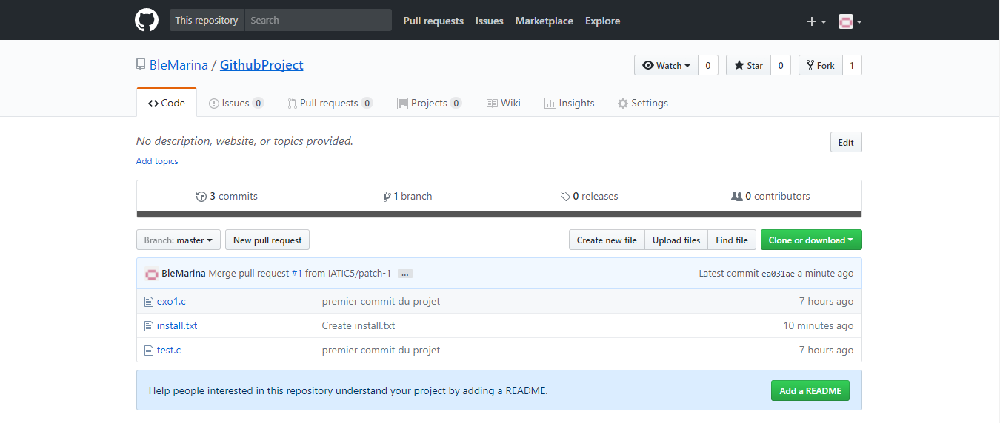 This repository Search Pull requests Issues Marketplace Explore
BleMarina / GithubProject Watch 0 Star 0 Fork 1
Code Issues 0 Pull requests 0 Projects 0 Wiki Insights Settings
No description, website, or topics provided. Edit
Add topics
3 commits 1 branch 0 releases 0 contributors
Branch: master New pull request Create new file Upload files Find file Clone or download
BleMarina Merge pull request #1 from IATIC5/patch-1 ... Latest commit ea031ae a minute ago
exo1.c premier commit du projet 7 hours ago
install.txt Create install.txt 10 minutes ago
test.c premier commit du projet 7 hours ago
Help people interested in this repository understand your project by adding a README. Add a README